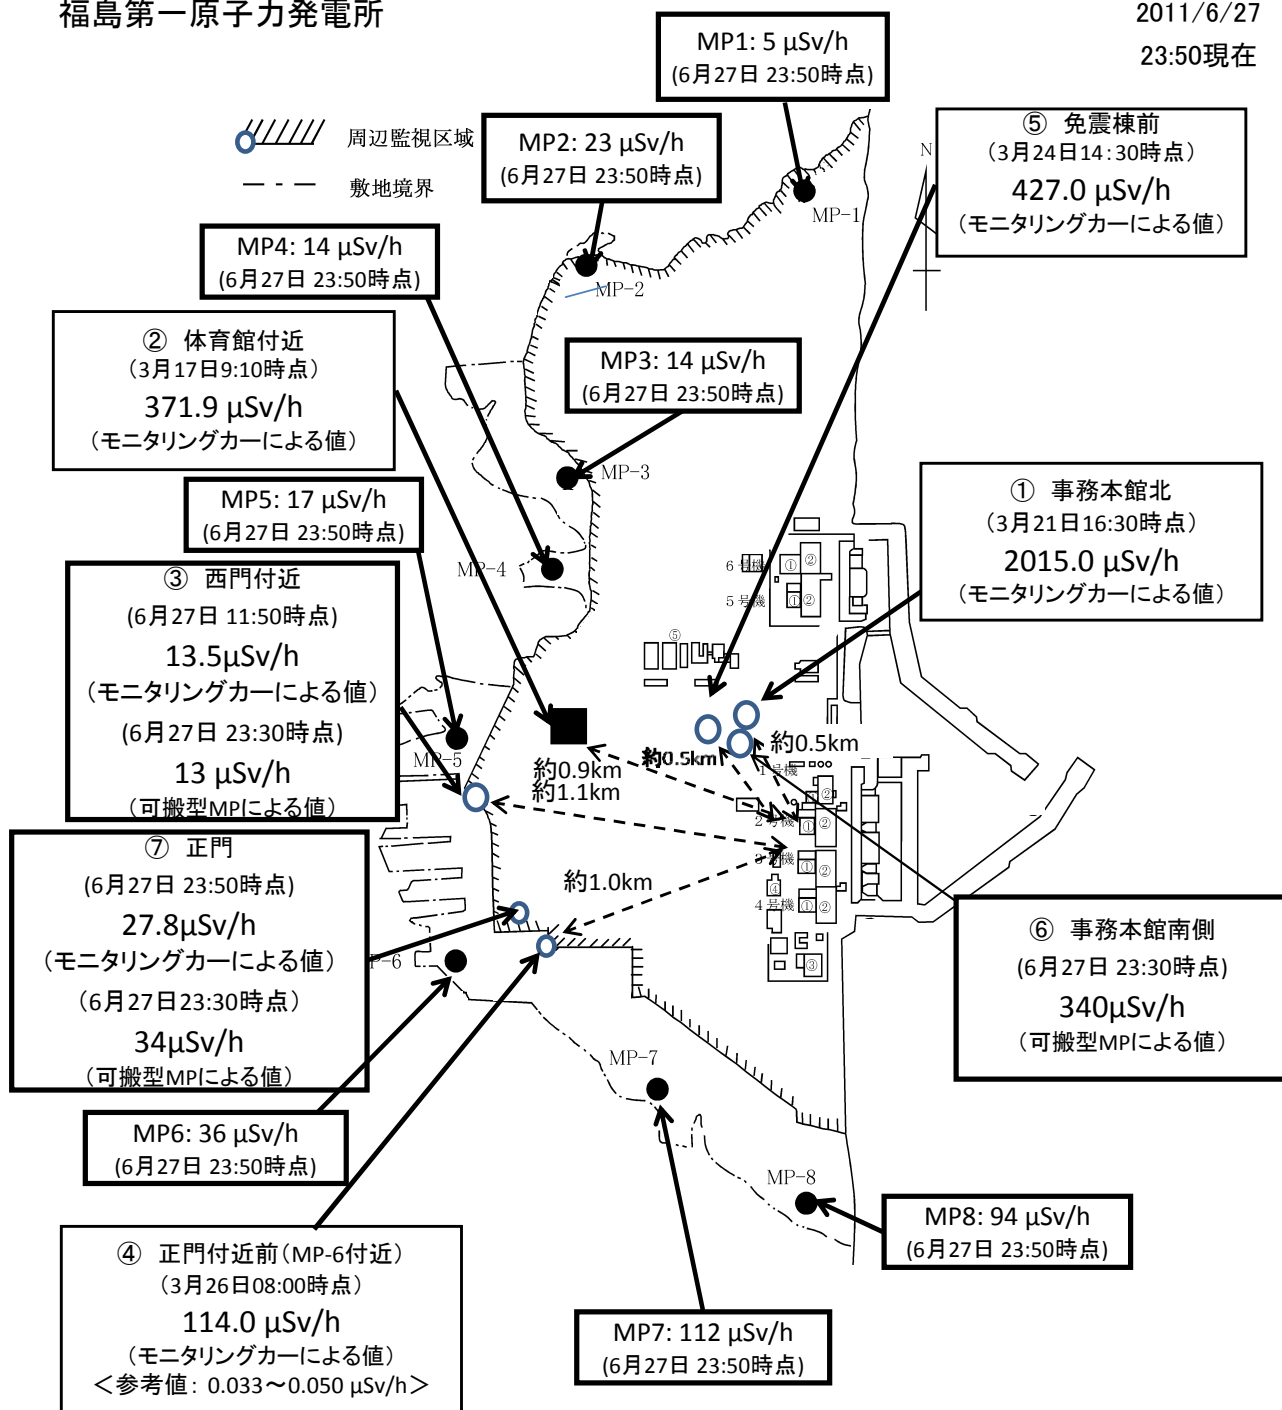 福島第一原子力発電所
2011/6/27
23:50現在
周辺監視区域
敷地境界
MP1: 5 μSv/h
(6月27日 23:50時点)
MP2: 23 μSv/h
(6月27日 23:50時点)
⑤ 免震棟前
(3月24日14:30時点)
427.0 μSv/h
(モニタリングカーによる値)
N
MP-1
MP4: 14 μSv/h
(6月27日 23:50時点)
MP-2
② 体育館付近
(3月17日9:10時点)
371.9 μSv/h
(モニタリングカーによる値)
MP3: 14 μSv/h
(6月27日 23:50時点)
MP-3
MP5: 17 μSv/h
(6月27日 23:50時点)
① 事務本館北
(3月21日16:30時点)
2015.0 μSv/h
(モニタリングカーによる値)
MP-4
6号機
① ②
5号機
① ②
⑤
③ 西門付近
(6月27日 11:50時点)
13.5μSv/h
(モニタリングカーによる値)
(6月27日 23:30時点)
13 μSv/h
(可搬型MPによる値)
MP-5
約0.9km
約1.1km
約0.5km
約0.5km
1号機
②
2号機
① ②
3号機
① ②
④
4号機
① ②
③
約1.0km
⑦ 正門
(6月27日 23:50時点)
27.8μSv/h
(モニタリングカーによる値)
(6月27日23:30時点)
34μSv/h
(可搬型MPによる値)
P-6
⑥ 事務本館南側
(6月27日 23:30時点)
340μSv/h
(可搬型MPによる値)
MP-7
MP6: 36 μSv/h
(6月27日 23:50時点)
MP-8
MP8: 94 μSv/h
(6月27日 23:50時点)
④ 正門付近前(MP-6付近)
(3月26日08:00時点)
114.0 μSv/h
(モニタリングカーによる値)
<参考値: 0.033~0.050 μSv/h>
MP7: 112 μSv/h
(6月27日 23:50時点)